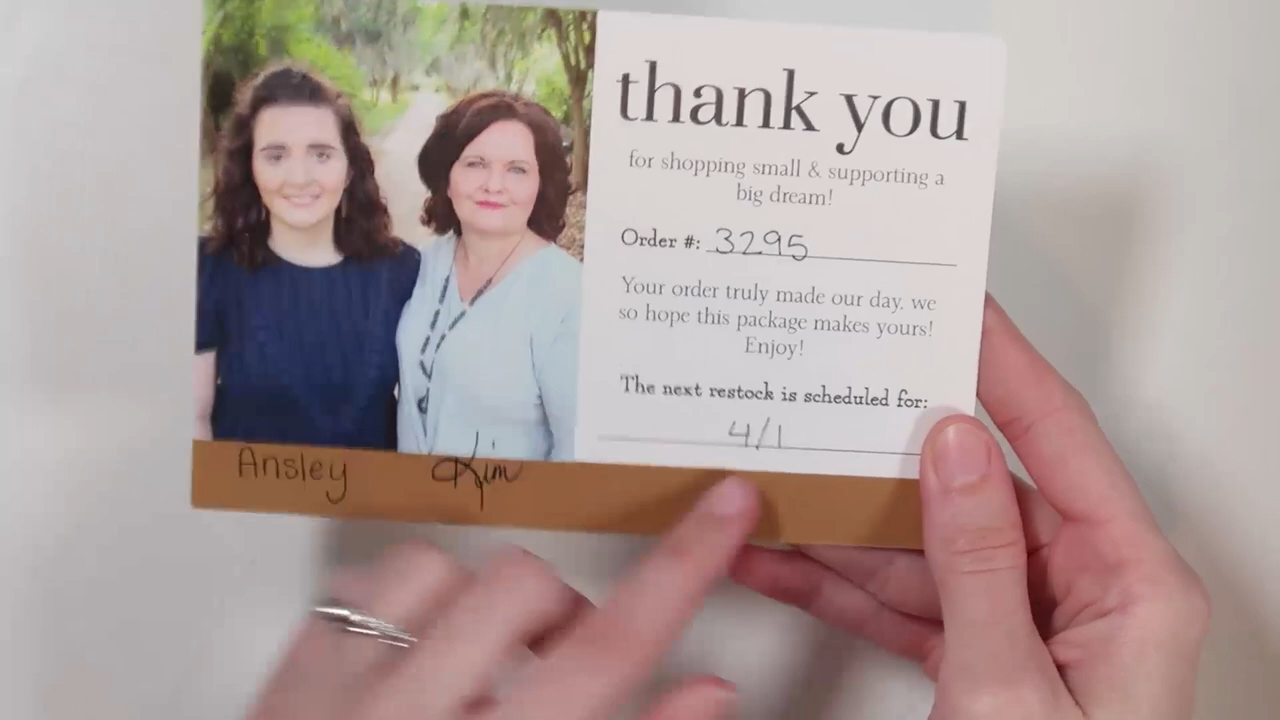 thank you
for shopping small & supporting a
big dream!
Order #: 3295
Your order truly made our day. we
so hope this package makes yours!
Enjoy!
The next restock is scheduled for:
4/1
Ansley Kim